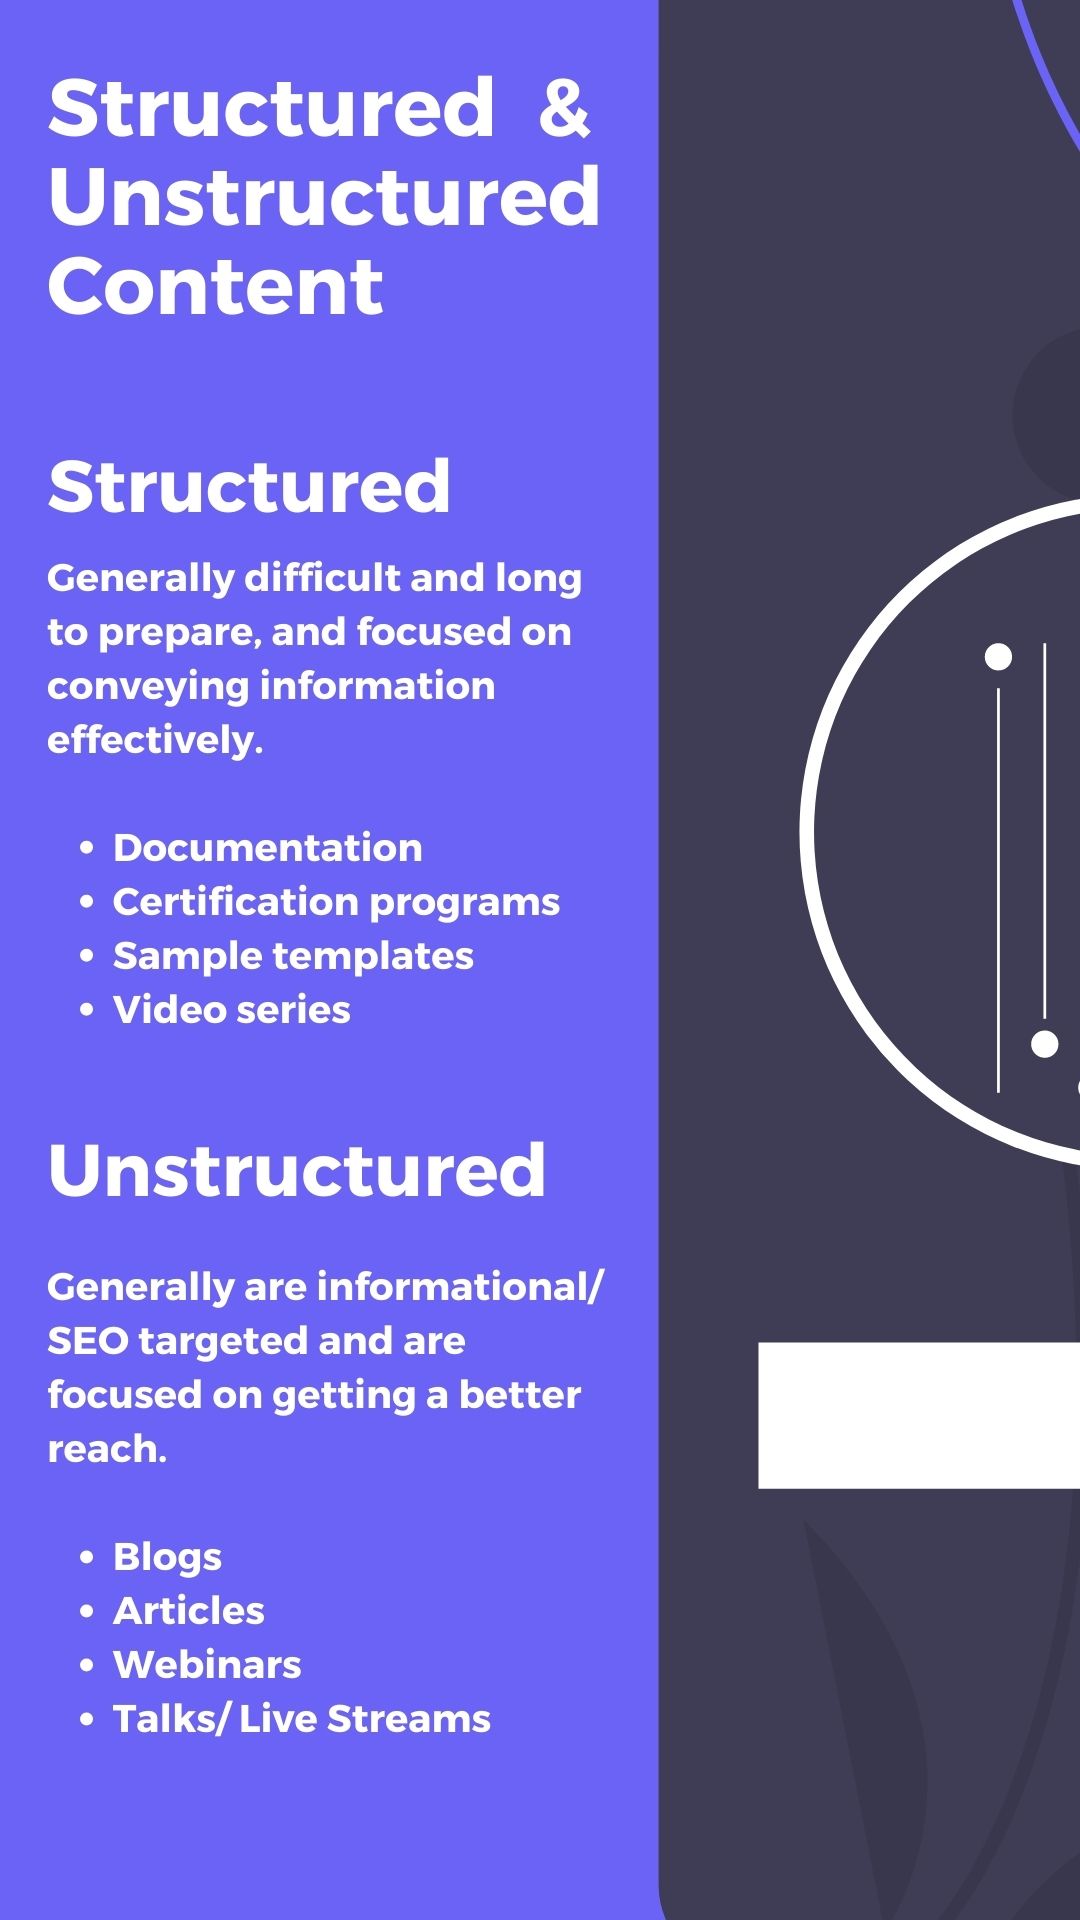 Structured & 
Unstructured
Content
Structured
Generally difficult and long
to prepare, and focused on
conveying information
effectively.
• Documentation
• Certification programs
• Sample templates
• Video series
Unstructured
Generally are informational/
SEO targeted and are
focused on getting a better
reach.
• Blogs
• Articles
• Webinars
• Talks/ Live Streams